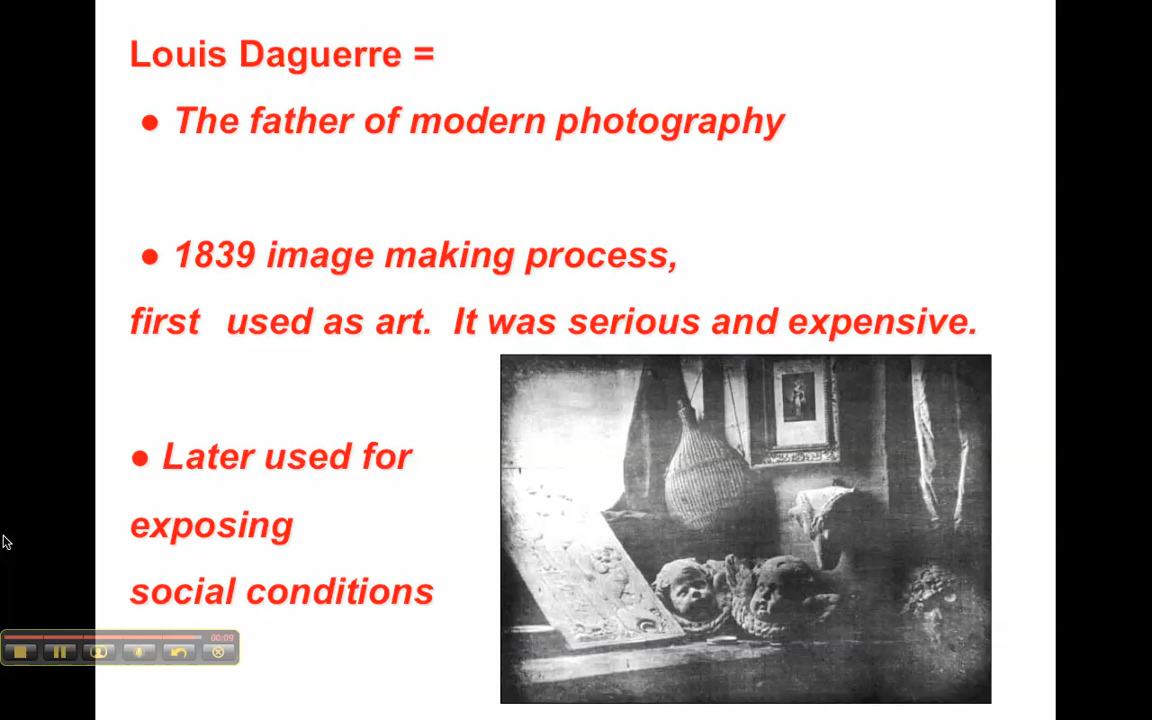 Louis Daguerre =
● The father of modern photography
● 1839 image making process,
first used as art. It was serious and expensive.
● Later used for
exposing
social conditions
00:09